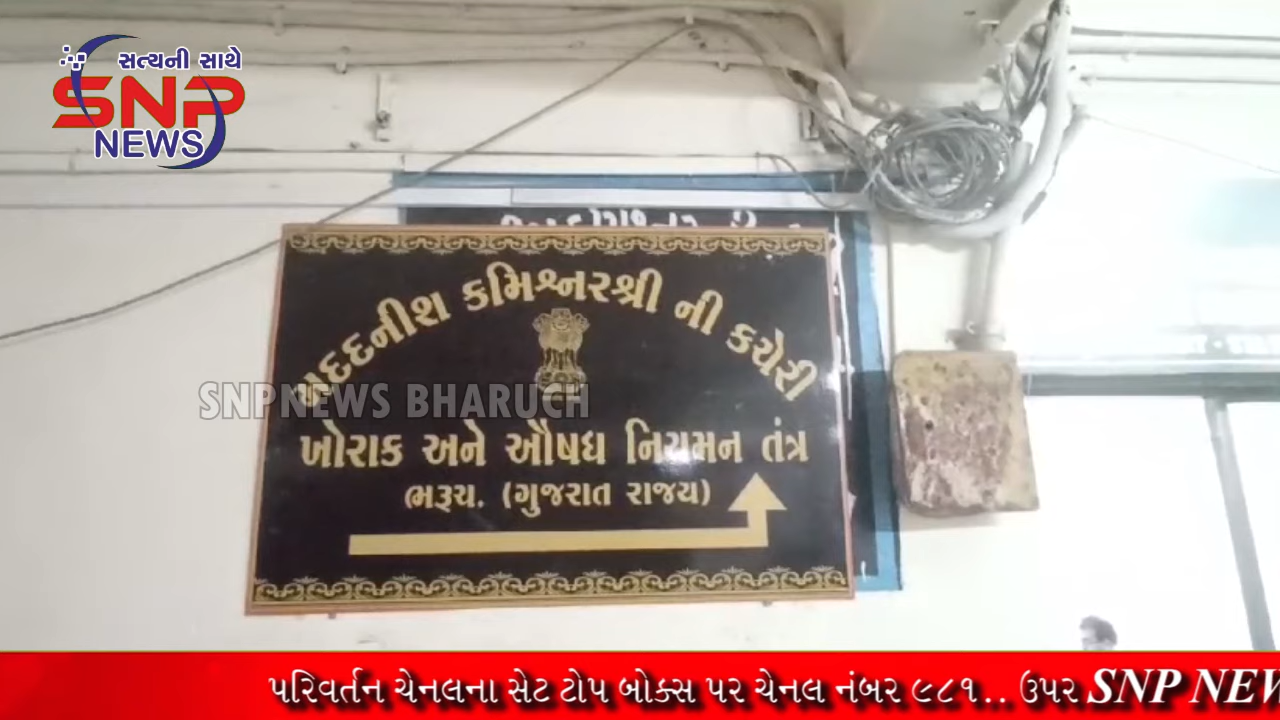 સત્યની સાથે
SNP
NEWS
મદદનીશ કમિશ્નરશ્રી ની કચેરી
SNPNEWS BHARUCH
ખોરાક અને ઔષધ નિયમન તંત્ર
ભરૂચ. (ગુજરાત રાજય)
પરિવર્તન ચેનલના સેટ ટોપ બોક્સ પર ચેનલ નંબર ૯૮૧.. ઉપર SNP NEW